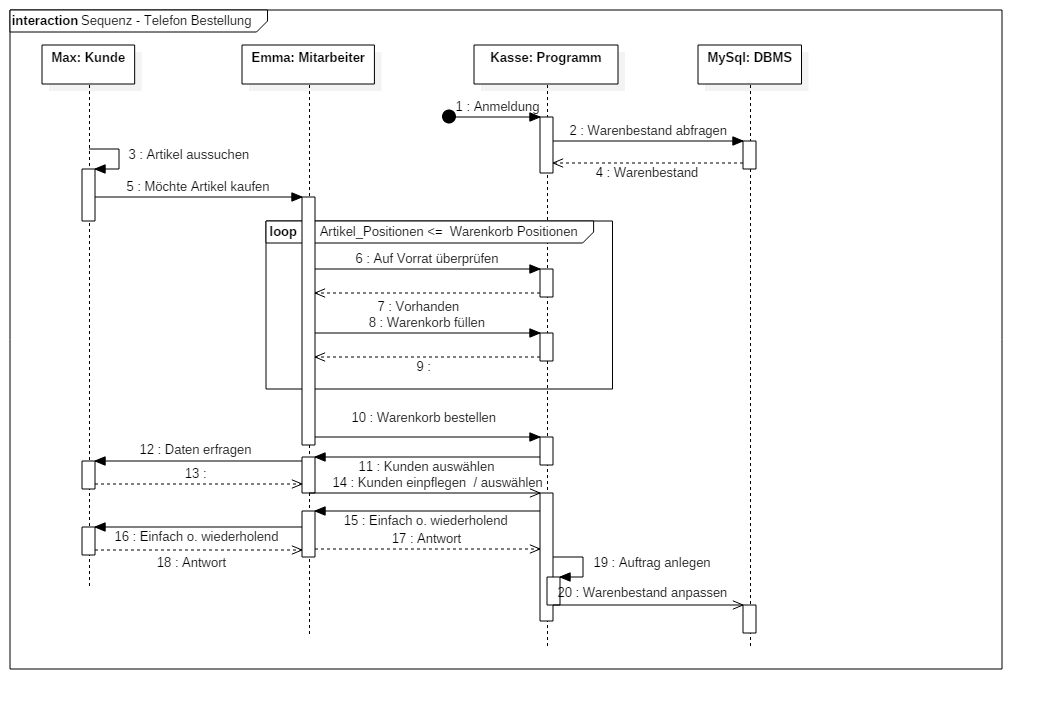 interaction Sequenz - Telefon Bestellung
Max: Kunde
Emma: Mitarbeiter
Kasse: Programm
MySql: DBMS
1 : Anmeldung
2 : Warenbestand abfragen
3 : Artikel aussuchen
4 : Warenbestand
5 : Möchte Artikel kaufen
loop Artikel_Positionen <= Warenkorb Positionen
6 : Auf Vorrat überprüfen
7 : Vorhanden
8 : Warenkorb füllen
9 :
10 : Warenkorb bestellen
12 : Daten erfragen
11 : Kunden auswählen
13 :
14 : Kunden einpflegen / auswählen
15 : Einfach o. wiederholend
16 : Einfach o. wiederholend
17 : Antwort
18 : Antwort
19 : Auftrag anlegen
20 : Warenbestand anpassen